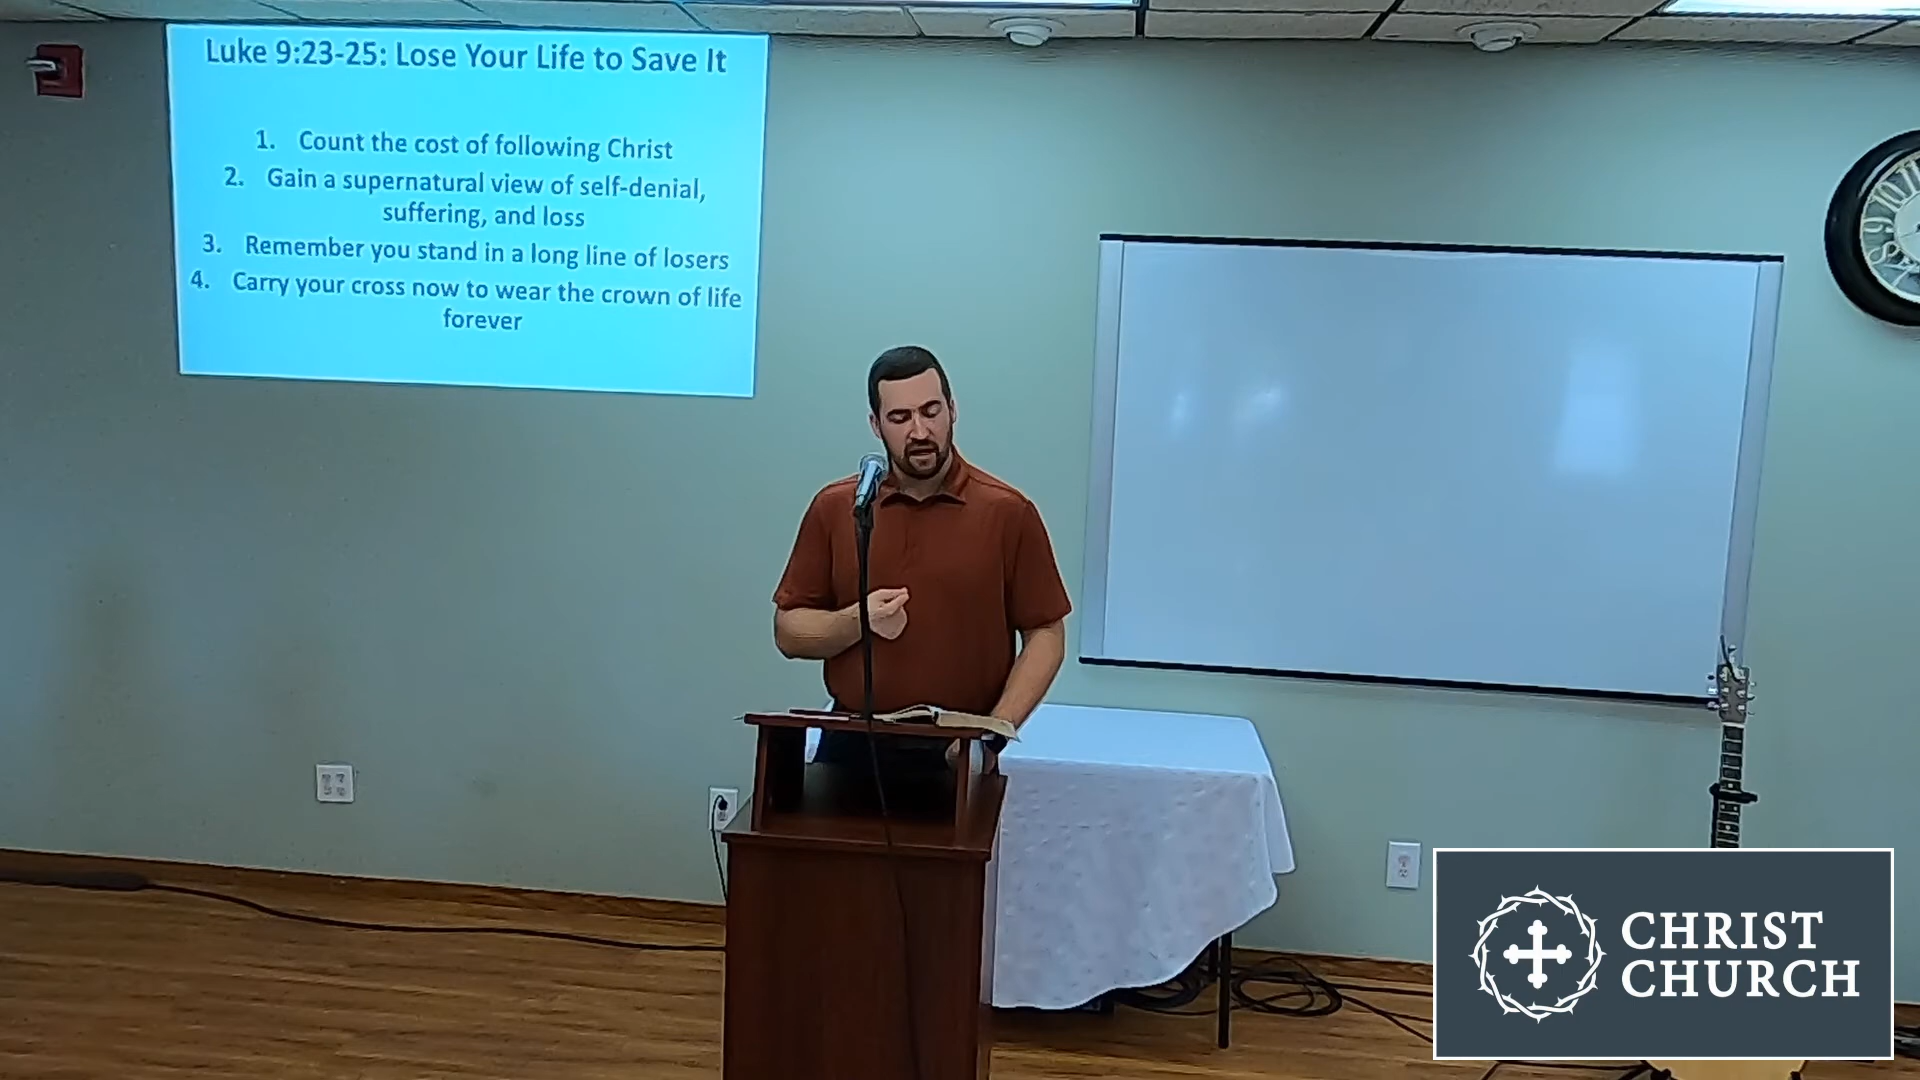 Luke 9:23-25: Lose Your Life to Save It
1. Count the cost of following Christ
2. Gain a supernatural view of self-denial,
suffering, and loss
3. Remember you stand in a long line of losers
4. Carry your cross now to wear the crown of life
forever
CHRIST
CHURCH